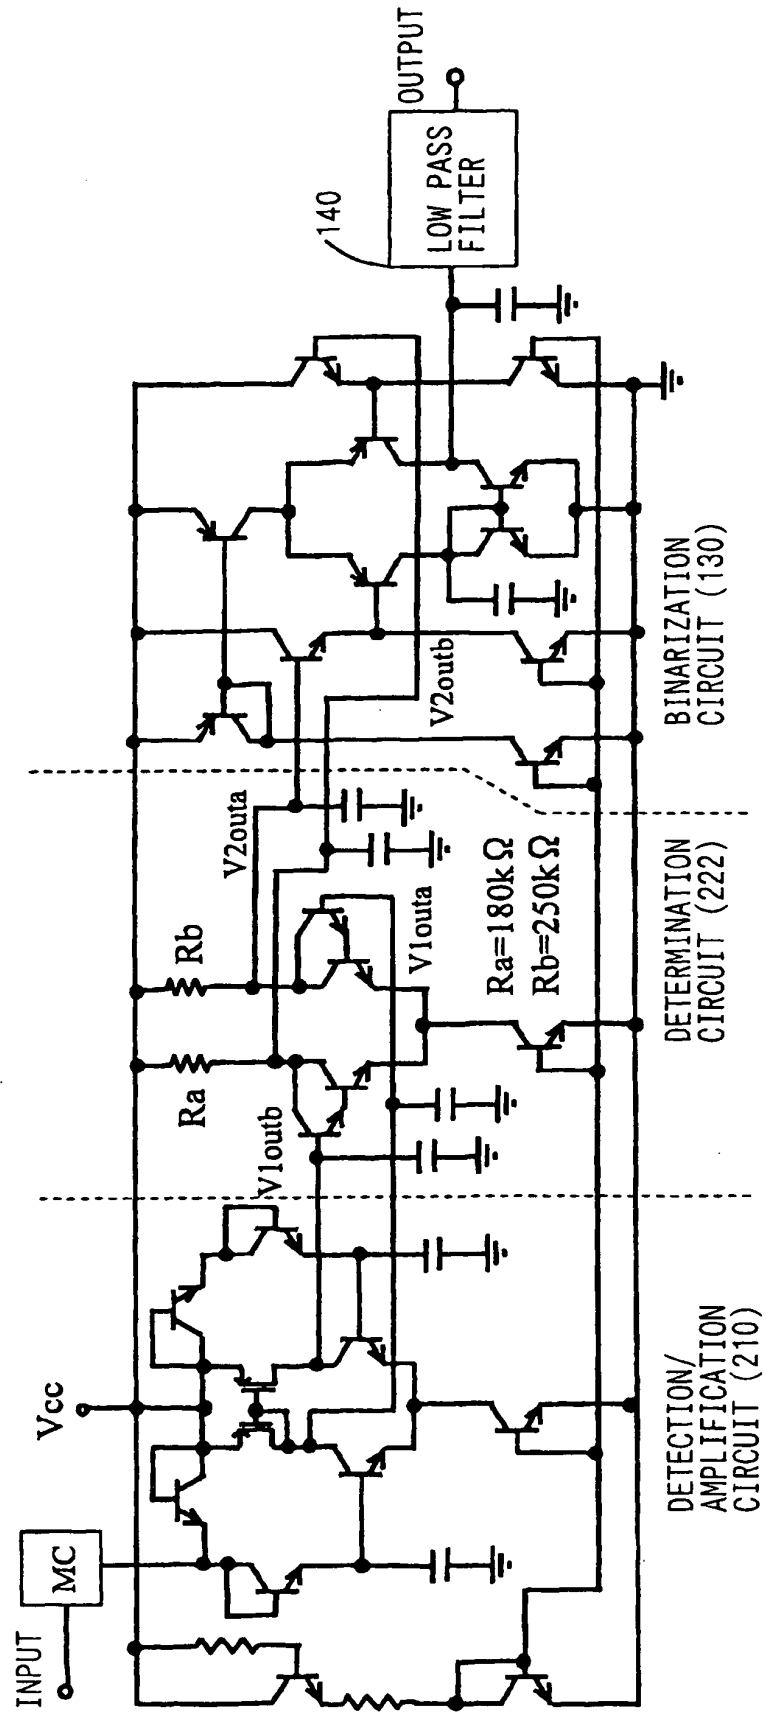 INPUT
MC
Vcc
DETECTION/
AMPLIFICATION
CIRCUIT (210)
V1outb
Ra
Rb
V1outa
Ra=180kΩ
Rb=250kΩ
DETERMINATION
CIRCUIT (222)
V2outa
V2outb
BINARIZATION
CIRCUIT (130)
140
LOW PASS
FILTER
OUTPUT